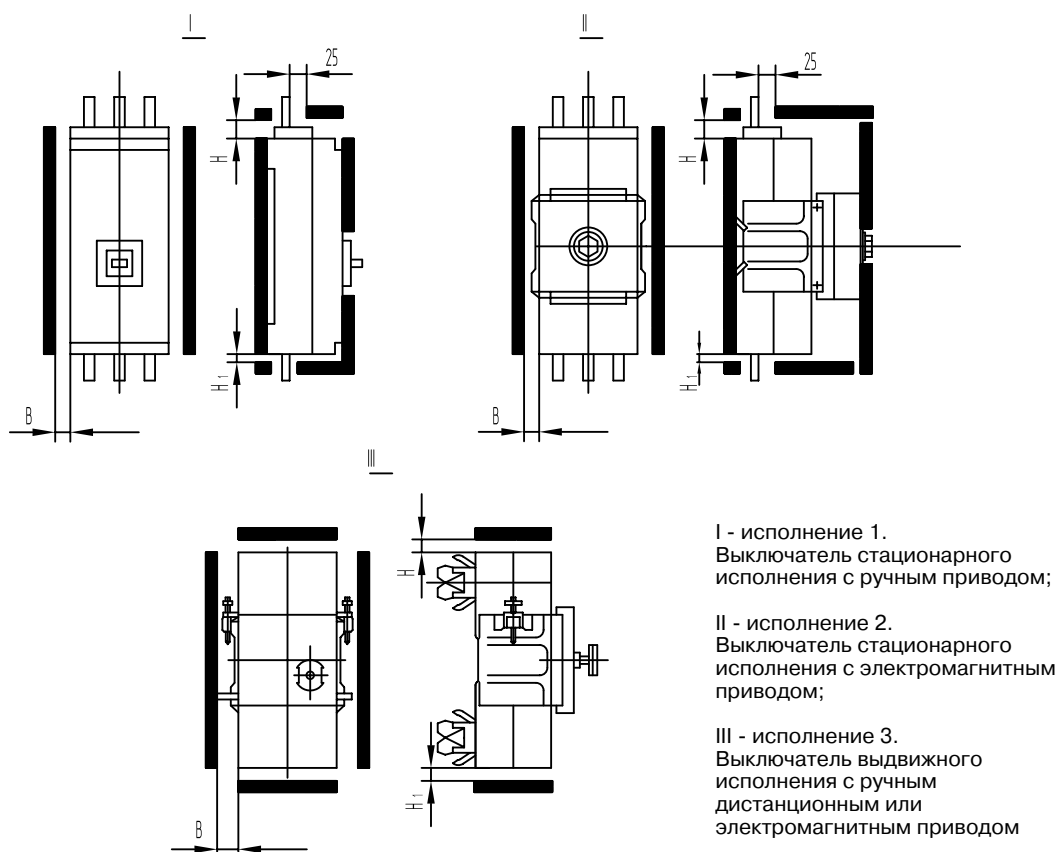 I
II
25
25
H
H
H₁
H₁
B
B
III
H
H₁
B
I - исполнение 1.
Выключатель стационарного
исполнения с ручным приводом;
II - исполнение 2.
Выключатель стационарного
исполнения с электромагнитным
приводом;
III - исполнение 3.
Выключатель выдвижного
исполнения с ручным
дистанционным или
электромагнитным приводом